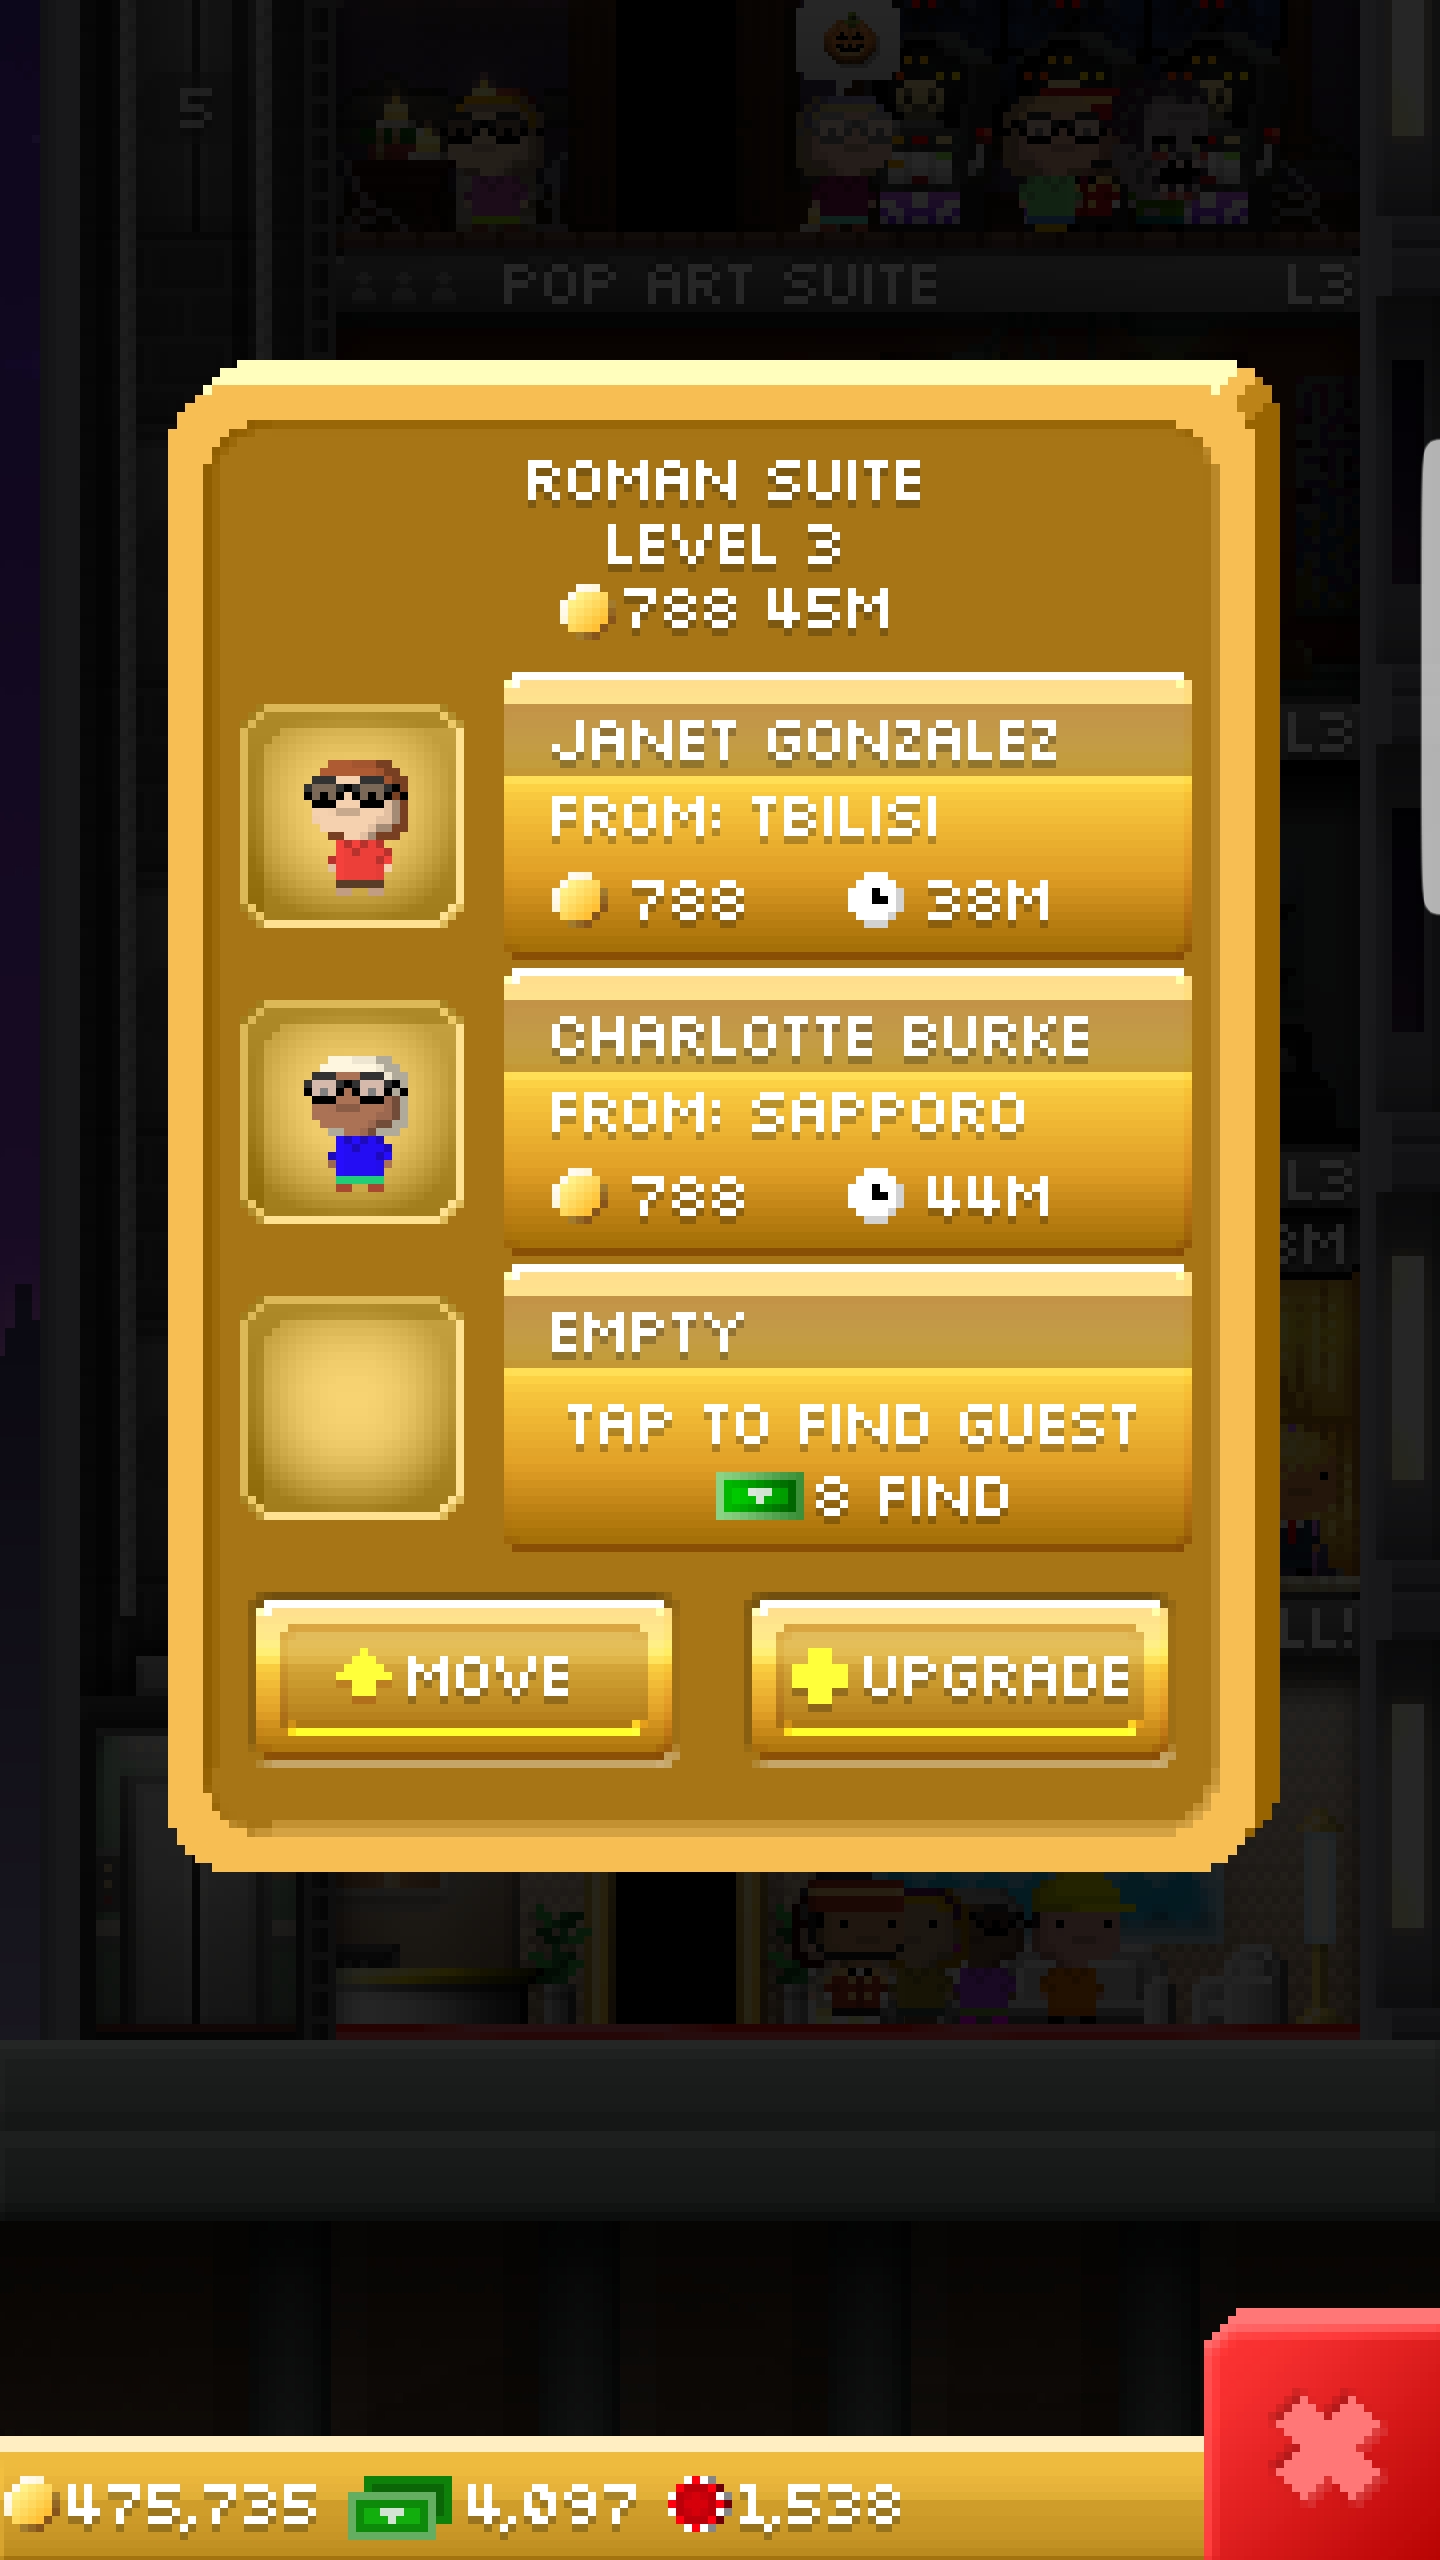 5
POP ART SUITE L3
ROMAN SUITE
LEVEL 3
788 45M
L3
JANET GONZALEZ
FROM: TBILISI
788 38M
CHARLOTTE BURKE
FROM: SAPPORO
L3
788 44M
EMPTY
TAP TO FIND GUEST
8 FIND
MOVE UPGRADE
475,735 4,097 1,538